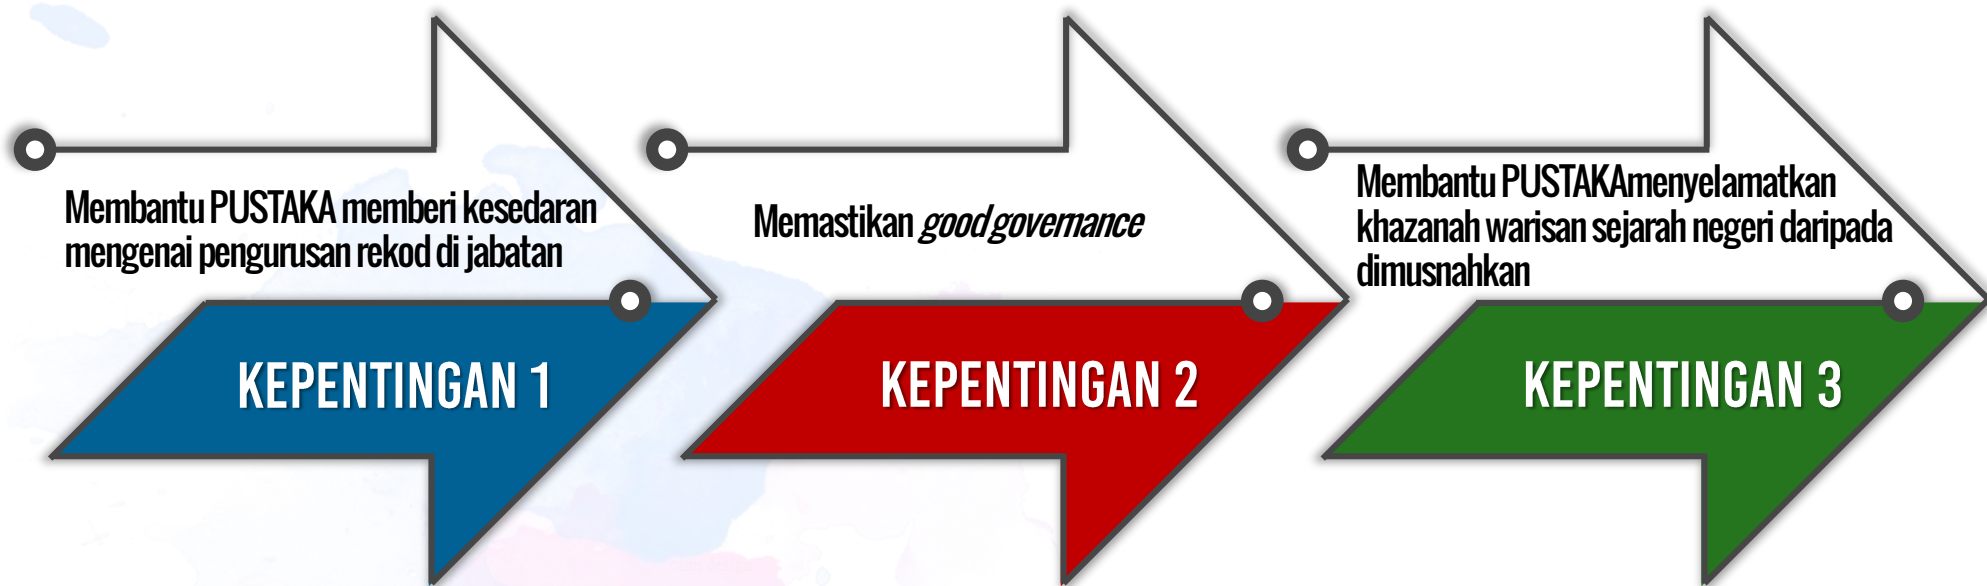 Membantu PUSTAKA memberi kesedaran
mengenai pengurusan rekod di jabatan
KEPENTINGAN 1
Memastikan good governance
KEPENTINGAN 2
Membantu PUSTAKAmenyelamatkan
khazanah warisan sejarah negeri daripada
dimusnahkan
KEPENTINGAN 3